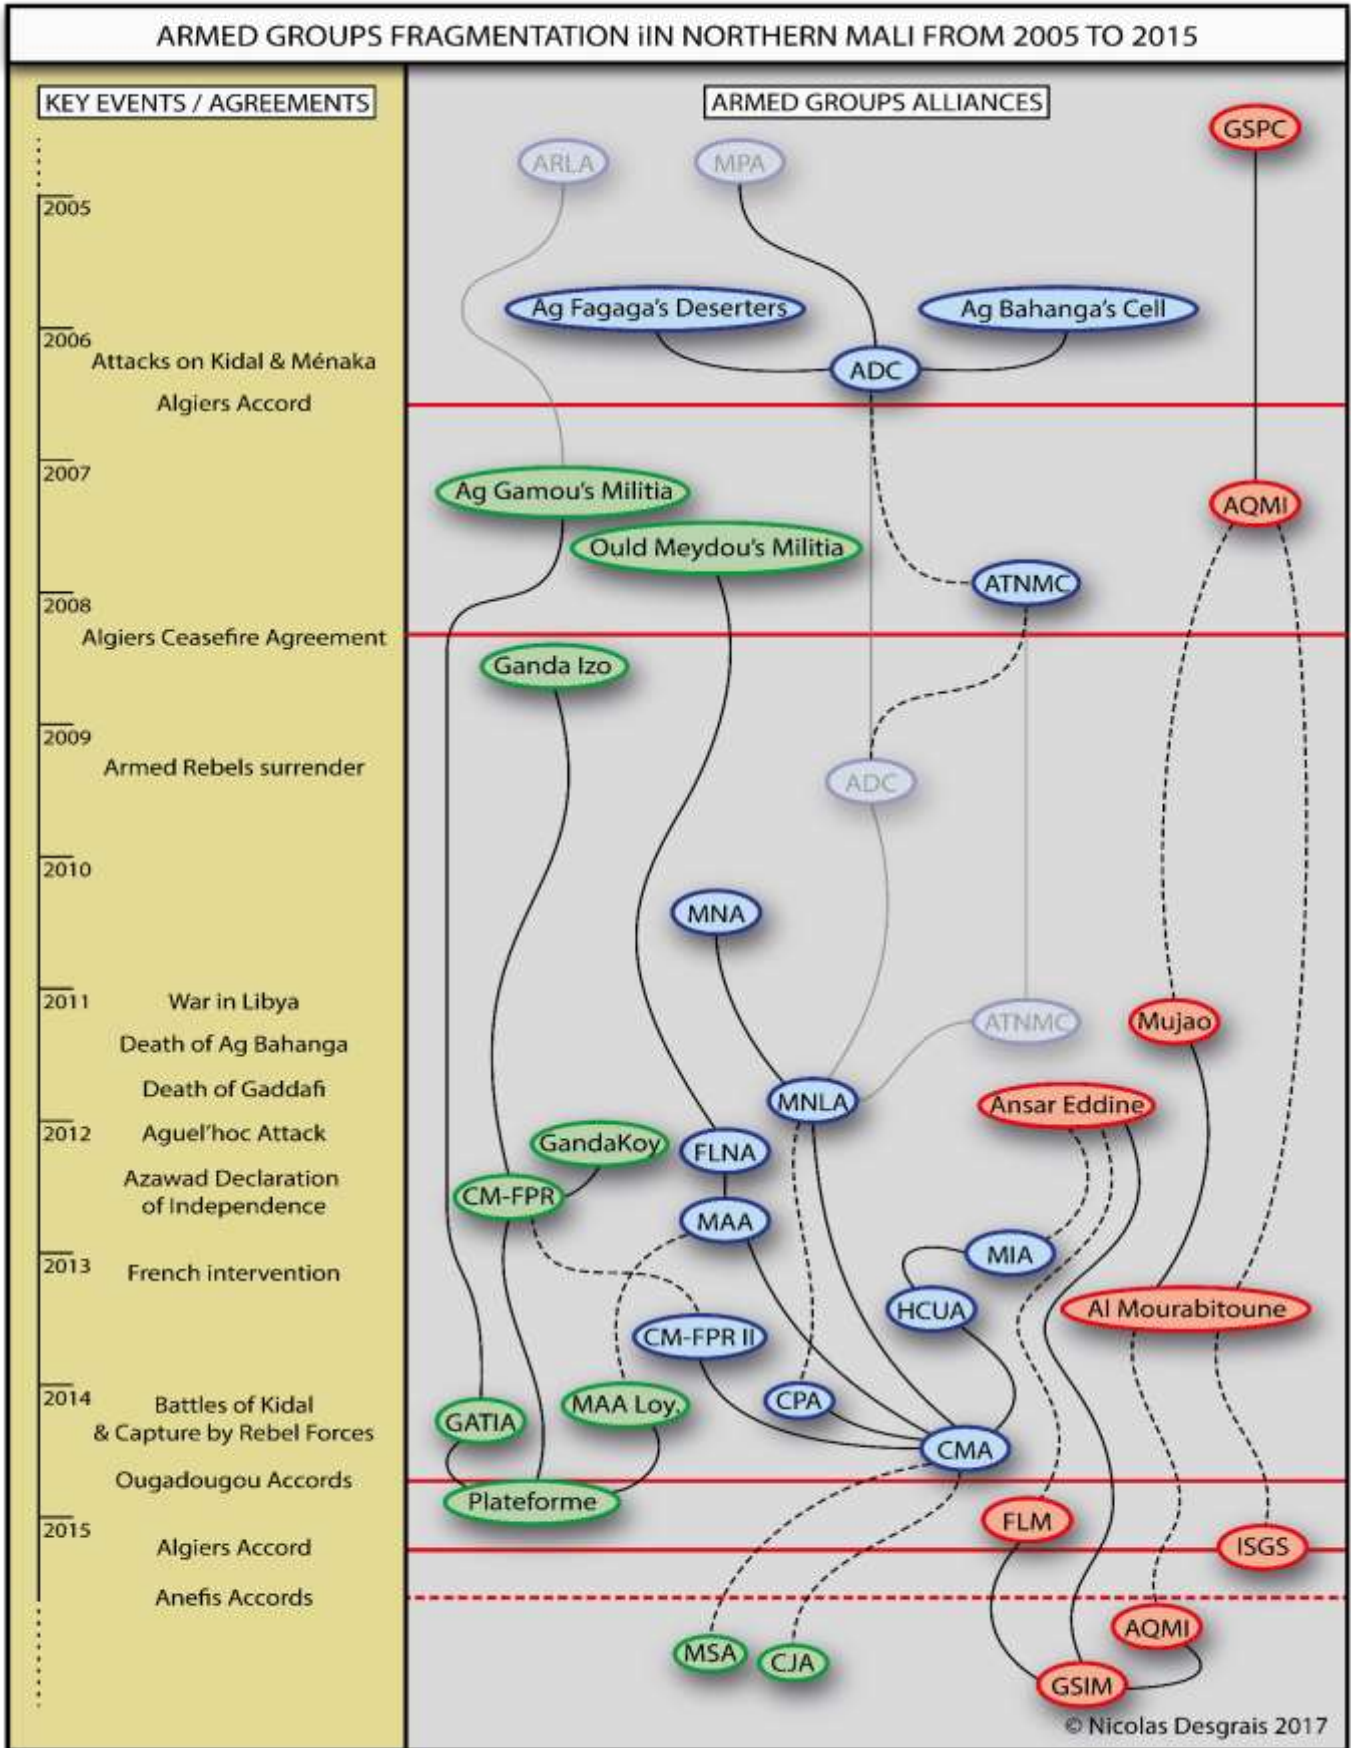 ARMED GROUPS FRAGMENTATION iIN NORTHERN MALI FROM 2005 TO 2015
KEY EVENTS / AGREEMENTS
2005
2006
Attacks on Kidal & Ménaka
Algiers Accord
2007
2008
Algiers Ceasefire Agreement
2009
Armed Rebels surrender
2010
2011
War in Libya
Death of Ag Bahanga
Death of Gaddafi
2012
Aguel'hoc Attack
Azawad Declaration
of Independence
2013
French intervention
2014
Battles of Kidal
& Capture by Rebel Forces
Ougadougou Accords
2015
Algiers Accord
Anefis Accords
ARMED GROUPS ALLIANCES
GSPC
ARLA
MPA
Ag Fagaga's Deserters
Ag Bahanga's Cell
ADC
Ag Gamou's Militia
AQMI
Ould Meydou's Militia
ATNMC
Ganda Izo
ADC
MNA
ATNMC
Mujao
MNLA
Ansar Eddine
GandaKoy
FLNA
CM-FPR
MAA
MIA
HCUA
Al Mourabitoune
CM-FPR II
MAA Loy.
CPA
GATIA
CMA
Plateforme
FLM
ISGS
AQMI
MSA
CJA
GSIM
© Nicolas Desgrais 2017